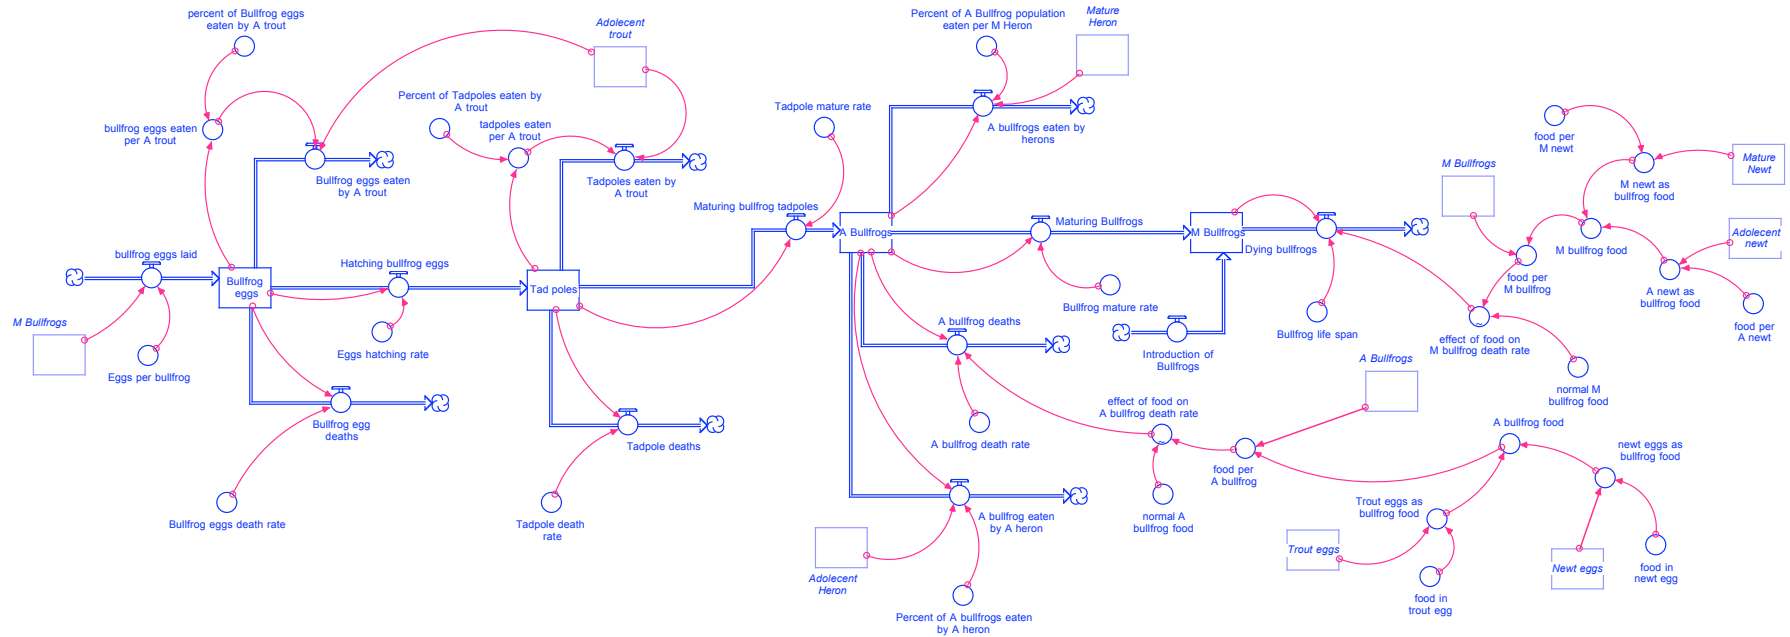 percent of Bullfrog eggs
eaten by A trout
Adolecent
trout
Percent of A Bullfrog population
eaten per M Heron
Mature
Heron
Percent of Tadpoles eaten by
A trout
tadpoles eaten
per A trout
bullfrog eggs eaten
per A trout
Tadpole mature rate
A bullfrogs eaten by
herons
food per
M newt
Mature
Newt
M Bullfrogs
M newt as
bullfrog food
Bullfrog eggs eaten
by A trout
Tadpoles eaten by
A trout
Maturing bullfrog tadpoles
A Bullfrogs
Maturing Bullfrogs
M Bullfrogs
Dying bullfrogs
M bullfrog food
Adolecent
newt
bullfrog eggs laid
Bullfrog
eggs
Hatching bullfrog eggs
Tad poles
food per
M bullfrog
A newt as
bullfrog food
food per
A newt
M Bullfrogs
Eggs per bullfrog
Eggs hatching rate
A bullfrog deaths
Bullfrog mature rate
Introduction of
Bullfrogs
Bullfrog life span
effect of food on
M bullfrog death rate
normal M
bullfrog food
A Bullfrogs
Bullfrog egg
deaths
Tadpole deaths
A bullfrog death rate
effect of food on
A bullfrog death rate
food per
A bullfrog
A bullfrog food
newt eggs as
bullfrog food
Bullfrog eggs death rate
Tadpole death
rate
A bullfrog eaten
by A heron
normal A
bullfrog food
Trout eggs as
bullfrog food
Trout eggs
food in
trout egg
Newt eggs
food in
newt egg
Adolecent
Heron
Percent of A bullfrogs eaten
by A heron